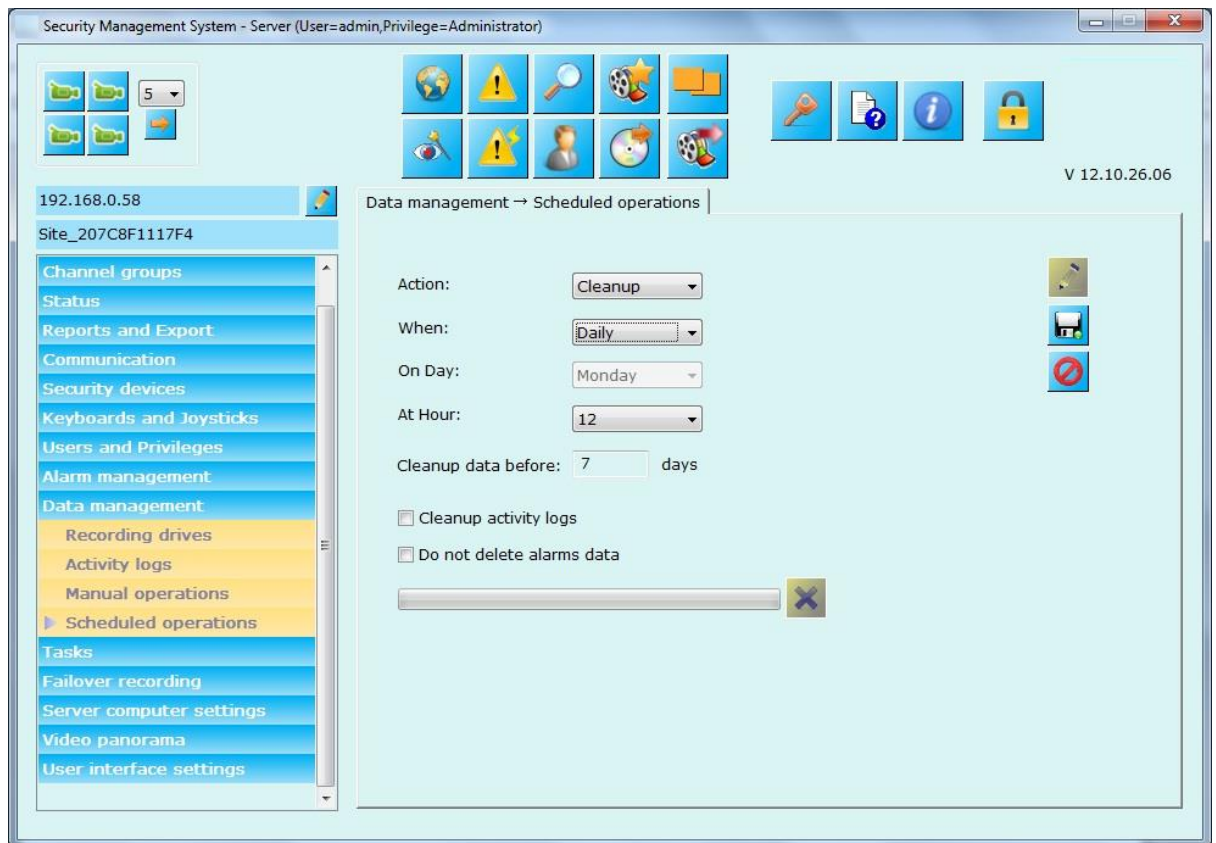 Security Management System - Server (User=admin,Privilege=Administrator)
5
V 12.10.26.06
192.168.0.58
Site_207C8F1117F4
Channel groups
Status
Reports and Export
Communication
Security devices
Keyboards and Joysticks
Users and Privileges
Alarm management
Data management
Recording drives
Activity logs
Manual operations
Scheduled operations
Tasks
Failover recording
Server computer settings
Video panorama
User interface settings
Data management → Scheduled operations
Action: Cleanup
When: Daily
On Day: Monday
At Hour: 12
Cleanup data before: 7 days
Cleanup activity logs
Do not delete alarms data